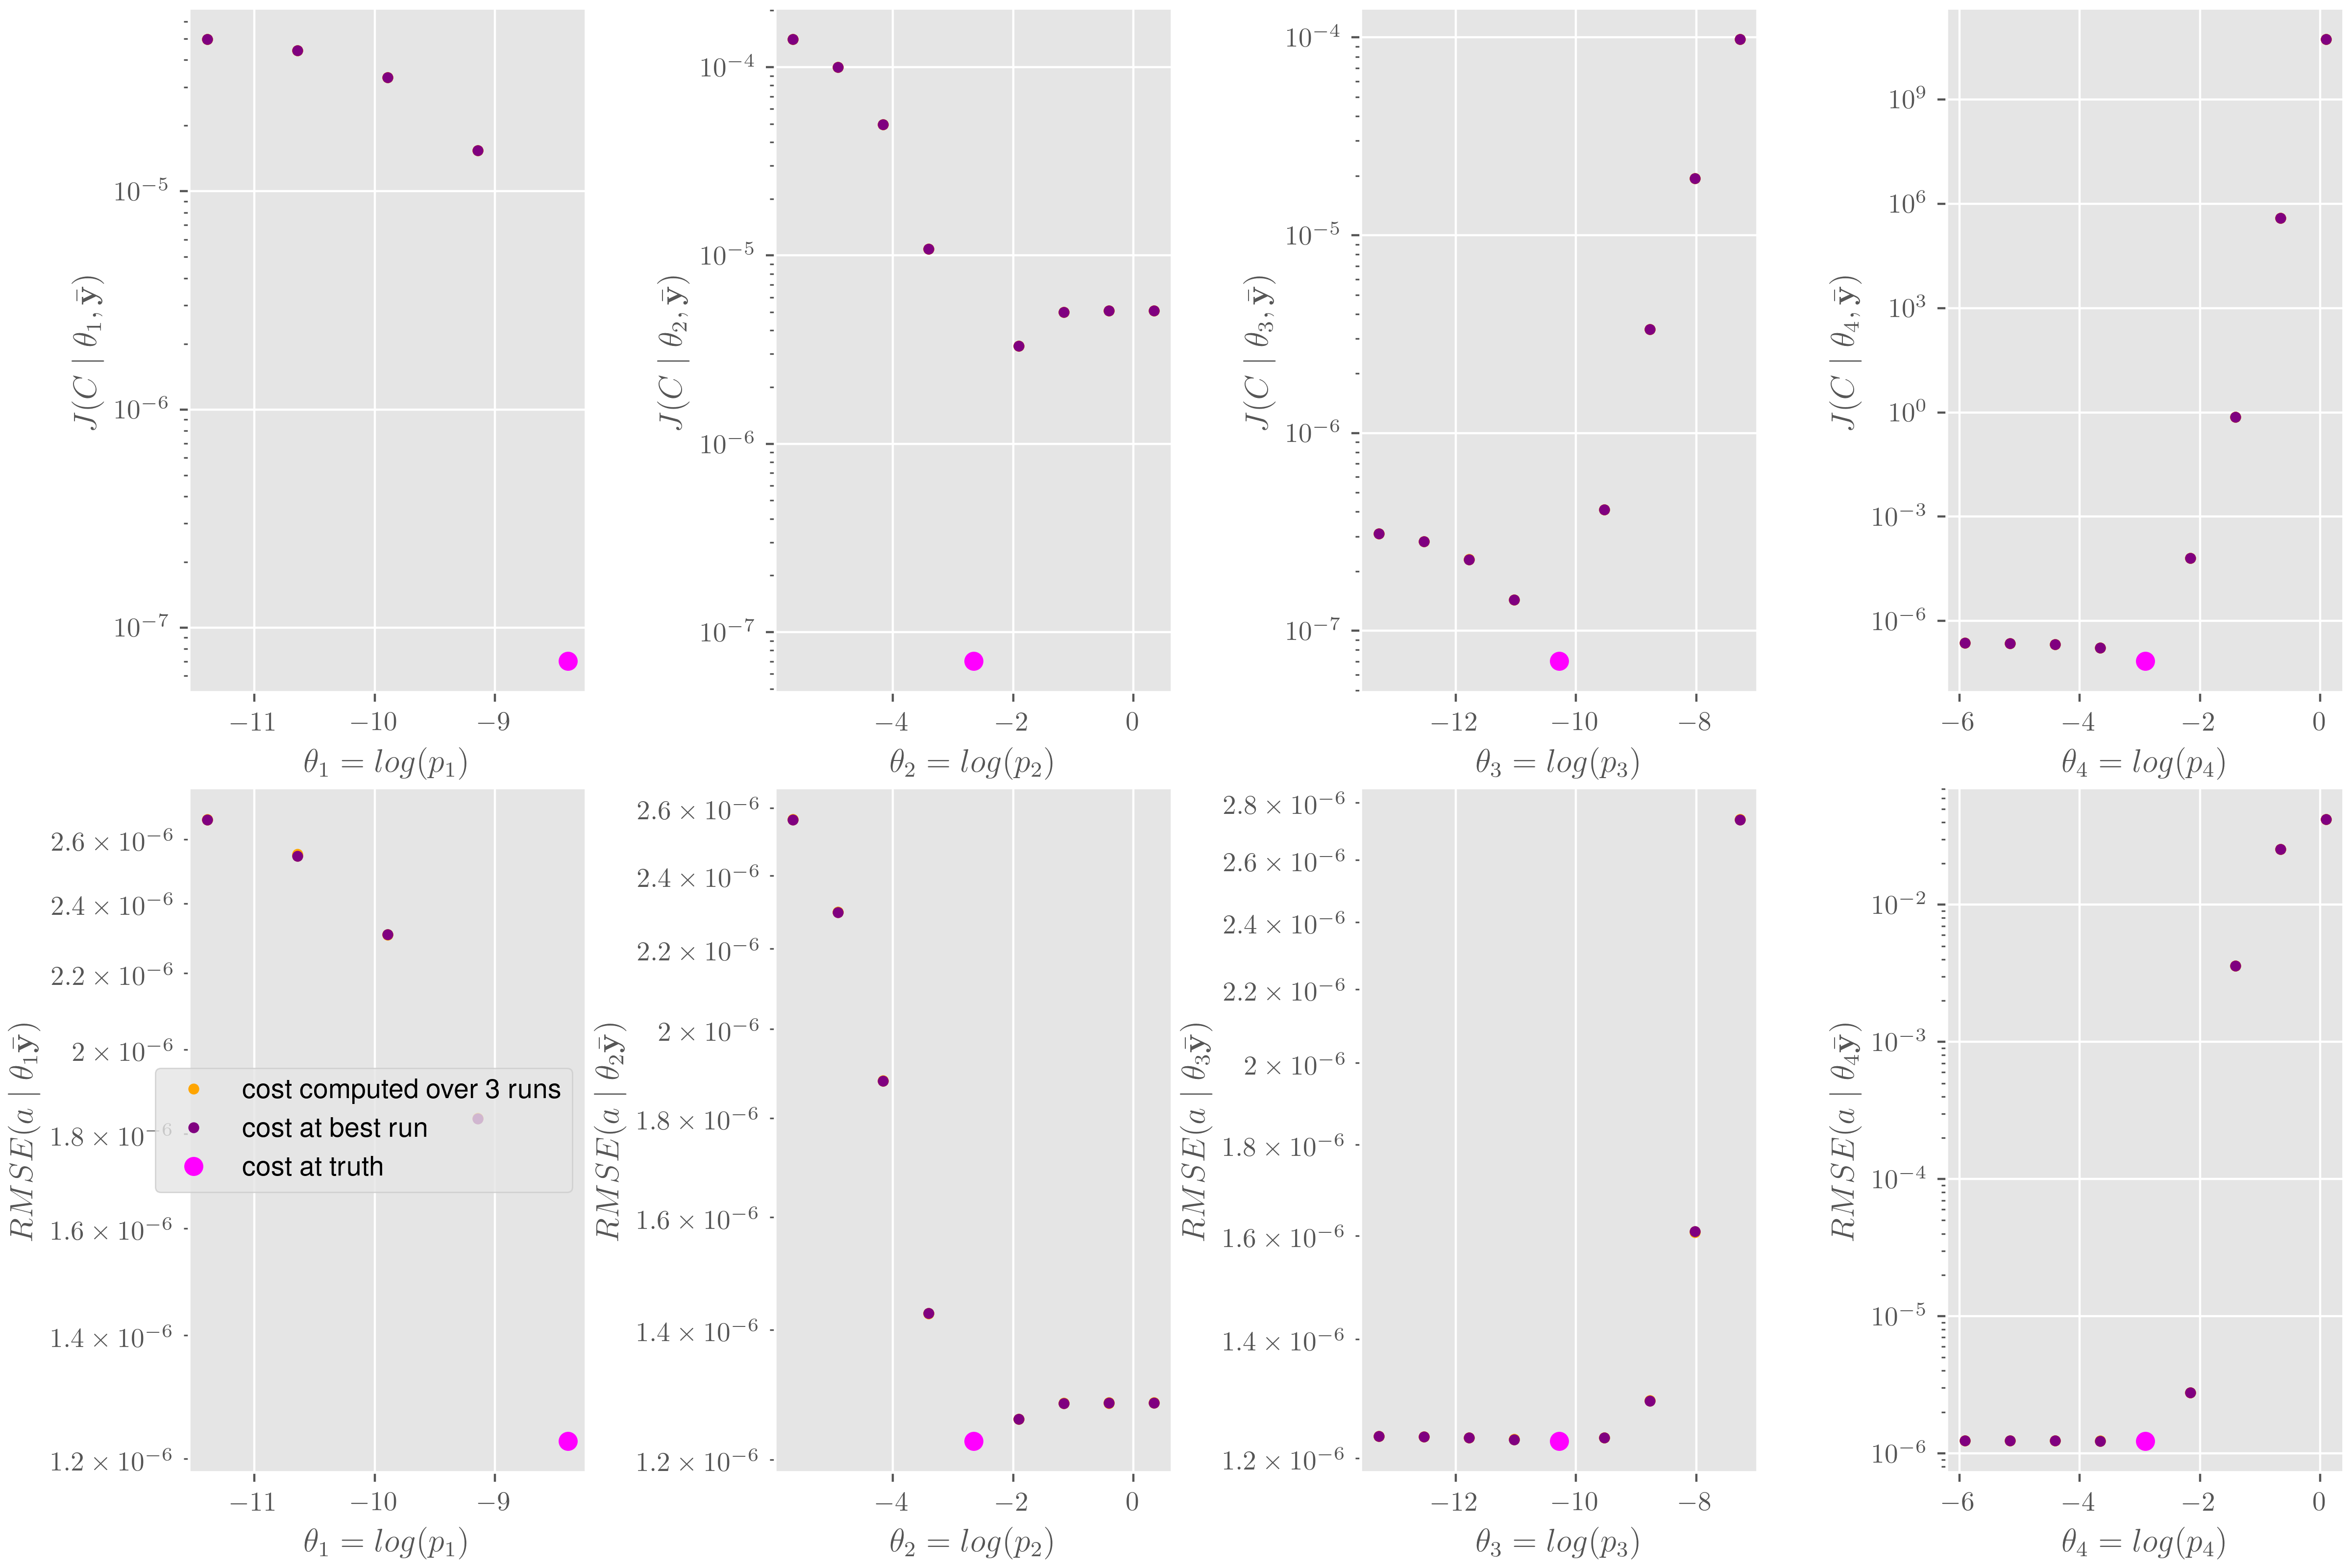 J(C | θ₁, ȳ)
10⁻⁵
10⁻⁶
10⁻⁷
−11 −10 −9
θ₁ = log(p₁)
J(C | θ₂, ȳ)
10⁻⁴
10⁻⁵
10⁻⁶
10⁻⁷
−4 −2 0
θ₂ = log(p₂)
J(C | θ₃, ȳ)
10⁻⁴
10⁻⁵
10⁻⁶
10⁻⁷
−12 −10 −8
θ₃ = log(p₃)
J(C | θ₄, ȳ)
10⁹
10⁶
10³
10⁰
10⁻³
10⁻⁶
−6 −4 −2 0
θ₄ = log(p₄)
RMSE(a | θ₁ȳ)
2.6 × 10⁻⁶
2.4 × 10⁻⁶
2.2 × 10⁻⁶
2 × 10⁻⁶
1.8 × 10⁻⁶
1.6 × 10⁻⁶
1.4 × 10⁻⁶
1.2 × 10⁻⁶
cost computed over 3 runs
cost at best run
cost at truth
−11 −10 −9
θ₁ = log(p₁)
RMSE(a | θ₂ȳ)
2.6 × 10⁻⁶
2.4 × 10⁻⁶
2.2 × 10⁻⁶
2 × 10⁻⁶
1.8 × 10⁻⁶
1.6 × 10⁻⁶
1.4 × 10⁻⁶
1.2 × 10⁻⁶
−4 −2 0
θ₂ = log(p₂)
RMSE(a | θ₃ȳ)
2.8 × 10⁻⁶
2.6 × 10⁻⁶
2.4 × 10⁻⁶
2.2 × 10⁻⁶
2 × 10⁻⁶
1.8 × 10⁻⁶
1.6 × 10⁻⁶
1.4 × 10⁻⁶
1.2 × 10⁻⁶
−12 −10 −8
θ₃ = log(p₃)
RMSE(a | θ₄ȳ)
10⁻²
10⁻³
10⁻⁴
10⁻⁵
10⁻⁶
−6 −4 −2 0
θ₄ = log(p₄)